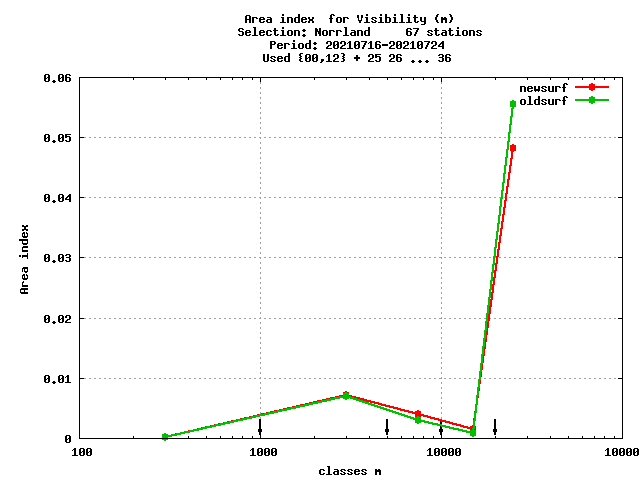 Area index  for Visibility (m)
Selection: Norrland     67 stations
Period: 20210716-20210724
Used {00,12} + 25 26 ... 36
newsurf
oldsurf
0.06
0.05
0.04
0.03
0.02
0.01
0
Area index
100
1000
10000
10000
classes m